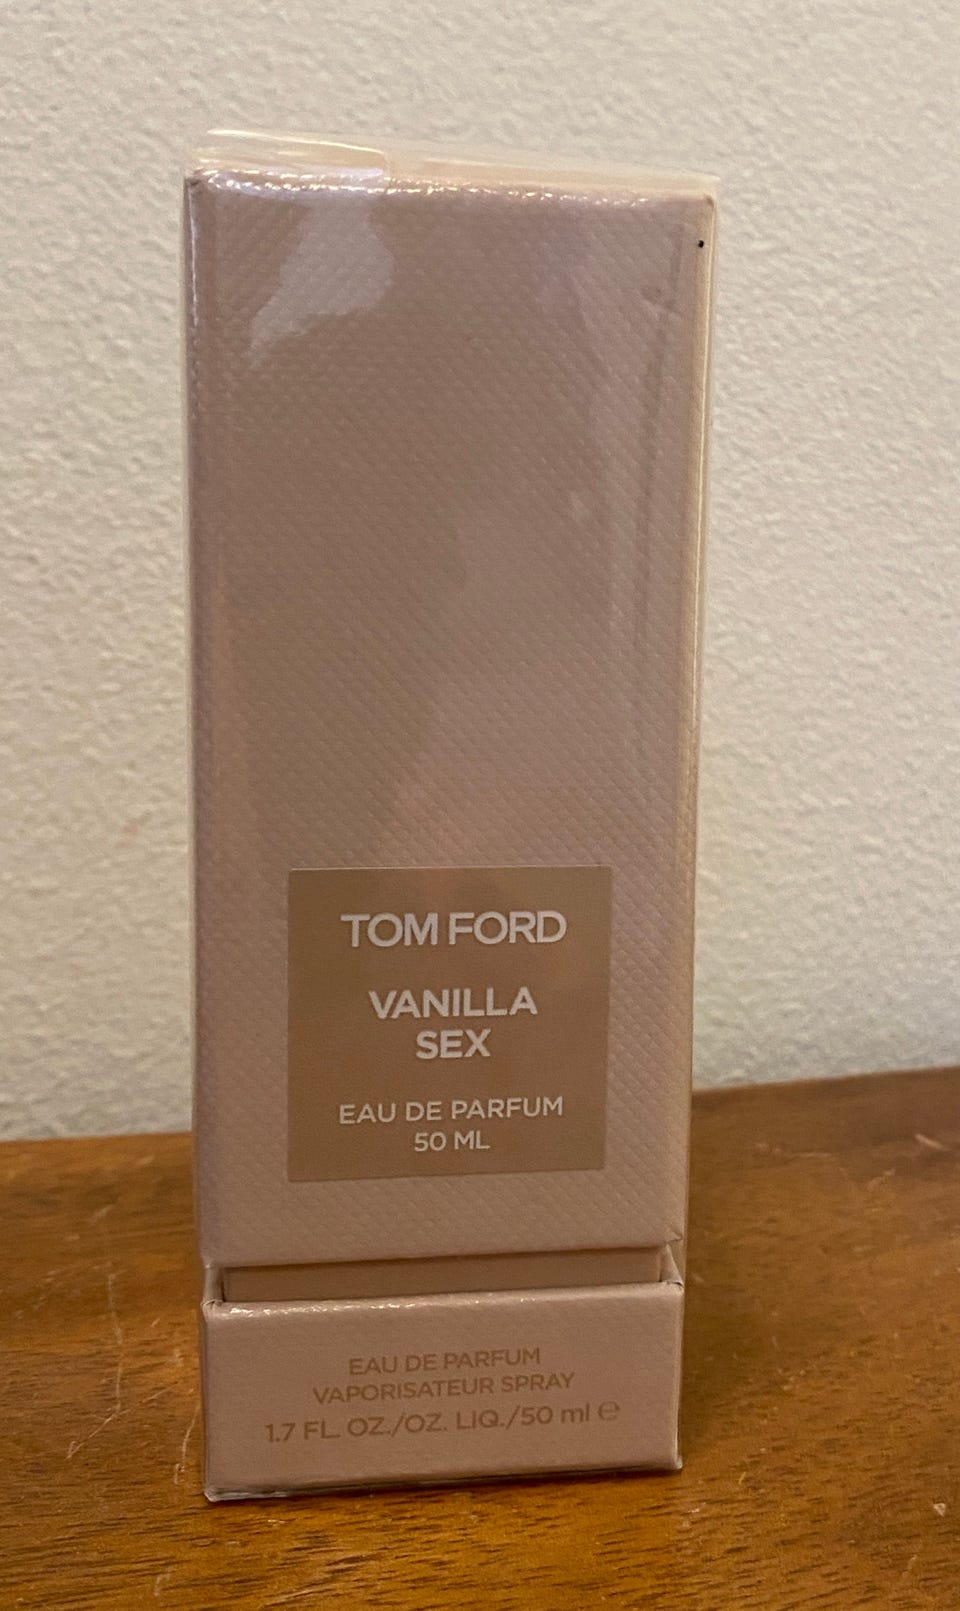 TOM FORD
VANILLA
SEX
EAU DE PARFUM
50 ML
EAU DE PARFUM
VAPORISATEUR SPRAY
1.7 FL. OZ./OZ. LIQ./50 ml ℮